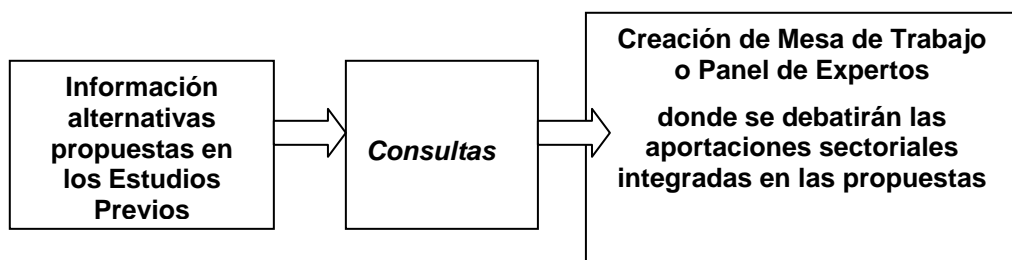 Información
alternativas
propuestas en
los Estudios
Previos
Consultas
Creación de Mesa de Trabajo
o Panel de Expertos
donde se debatirán las
aportaciones sectoriales
integradas en las propuestas